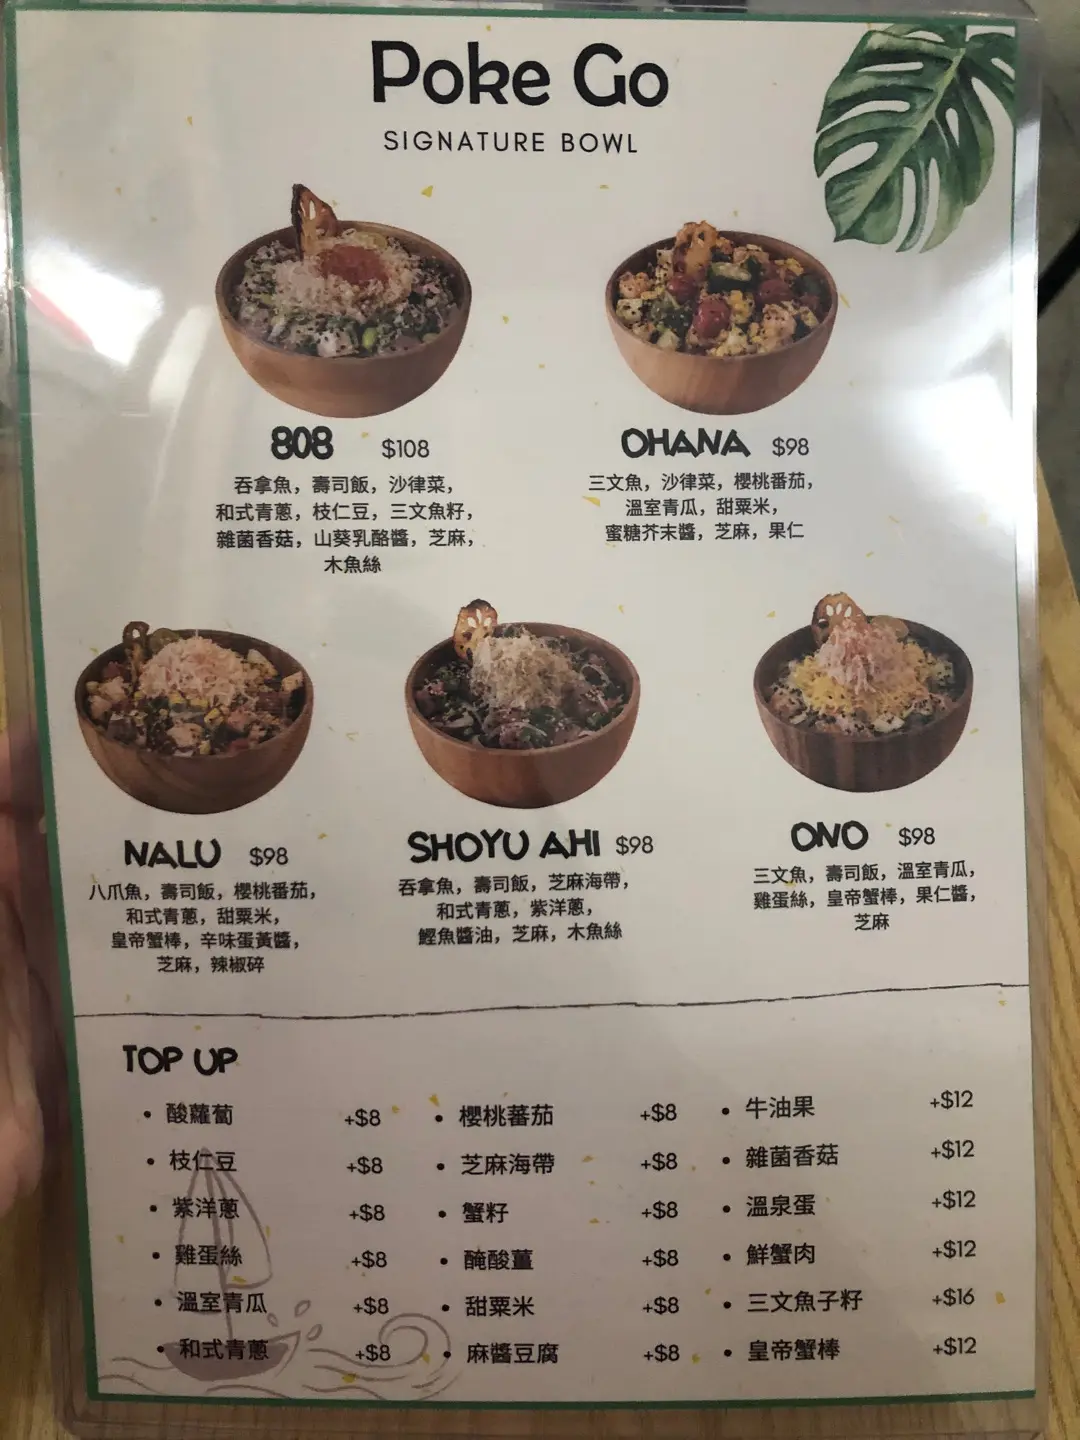 Poke Go
SIGNATURE BOWL
808 $108
吞拿魚，壽司飯，沙律菜，
和式青蔥，枝仁豆，三文魚籽，
雜菌香菇，山葵乳酪醬，芝麻，
木魚絲
OHANA $98
三文魚，沙律菜，櫻桃番茄，
溫室青瓜，甜粟米，
蜜糖芥末醬，芝麻，果仁
NALU $98
八爪魚，壽司飯，櫻桃番茄，
和式青蔥，甜粟米，
皇帝蟹棒，辛味蛋黃醬，
芝麻，辣椒碎
SHOYU AHI $98
吞拿魚，壽司飯，芝麻海帶，
和式青蔥，紫洋蔥，
鰹魚醬油，芝麻，木魚絲
ONO $98
三文魚，壽司飯，溫室青瓜，
雞蛋絲，皇帝蟹棒，果仁醬，
芝麻
TOP UP
• 酸蘿蔔 +$8
• 枝仁豆 +$8
• 紫洋蔥 +$8
• 雞蛋絲 +$8
• 溫室青瓜 +$8
• 和式青蔥 +$8
• 櫻桃蕃茄 +$8
• 芝麻海帶 +$8
• 蟹籽 +$8
• 醃酸薑 +$8
• 甜粟米 +$8
• 麻醬豆腐 +$8
• 牛油果 +$12
• 雜菌香菇 +$12
• 溫泉蛋 +$12
• 鮮蟹肉 +$12
• 三文魚子籽 +$16
• 皇帝蟹棒 +$12